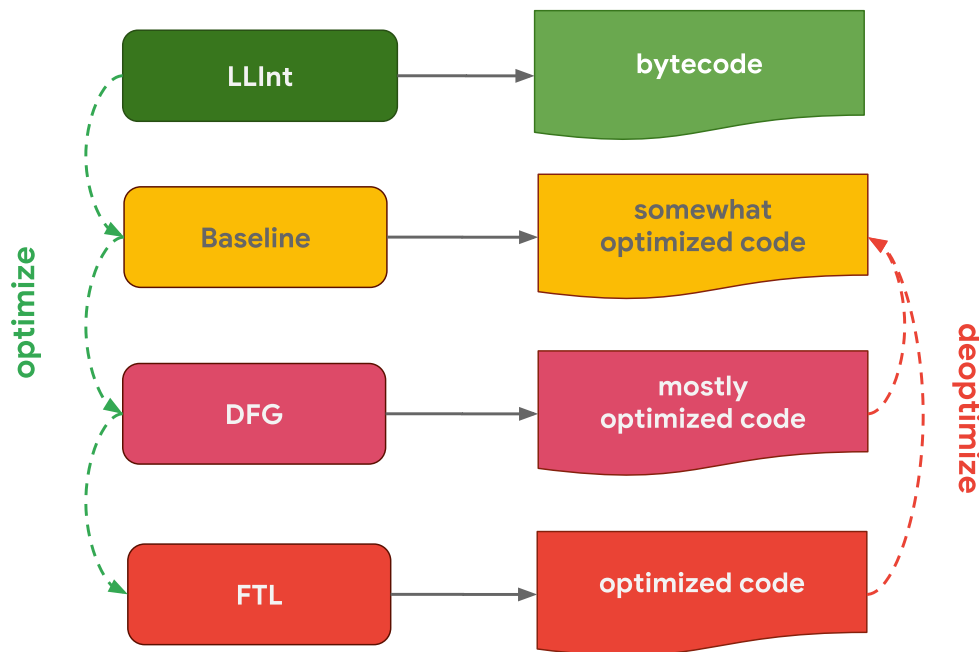 LLInt
bytecode
Baseline
somewhat
optimized code
optimize
DFG
mostly
optimized code
deoptimize
FTL
optimized code